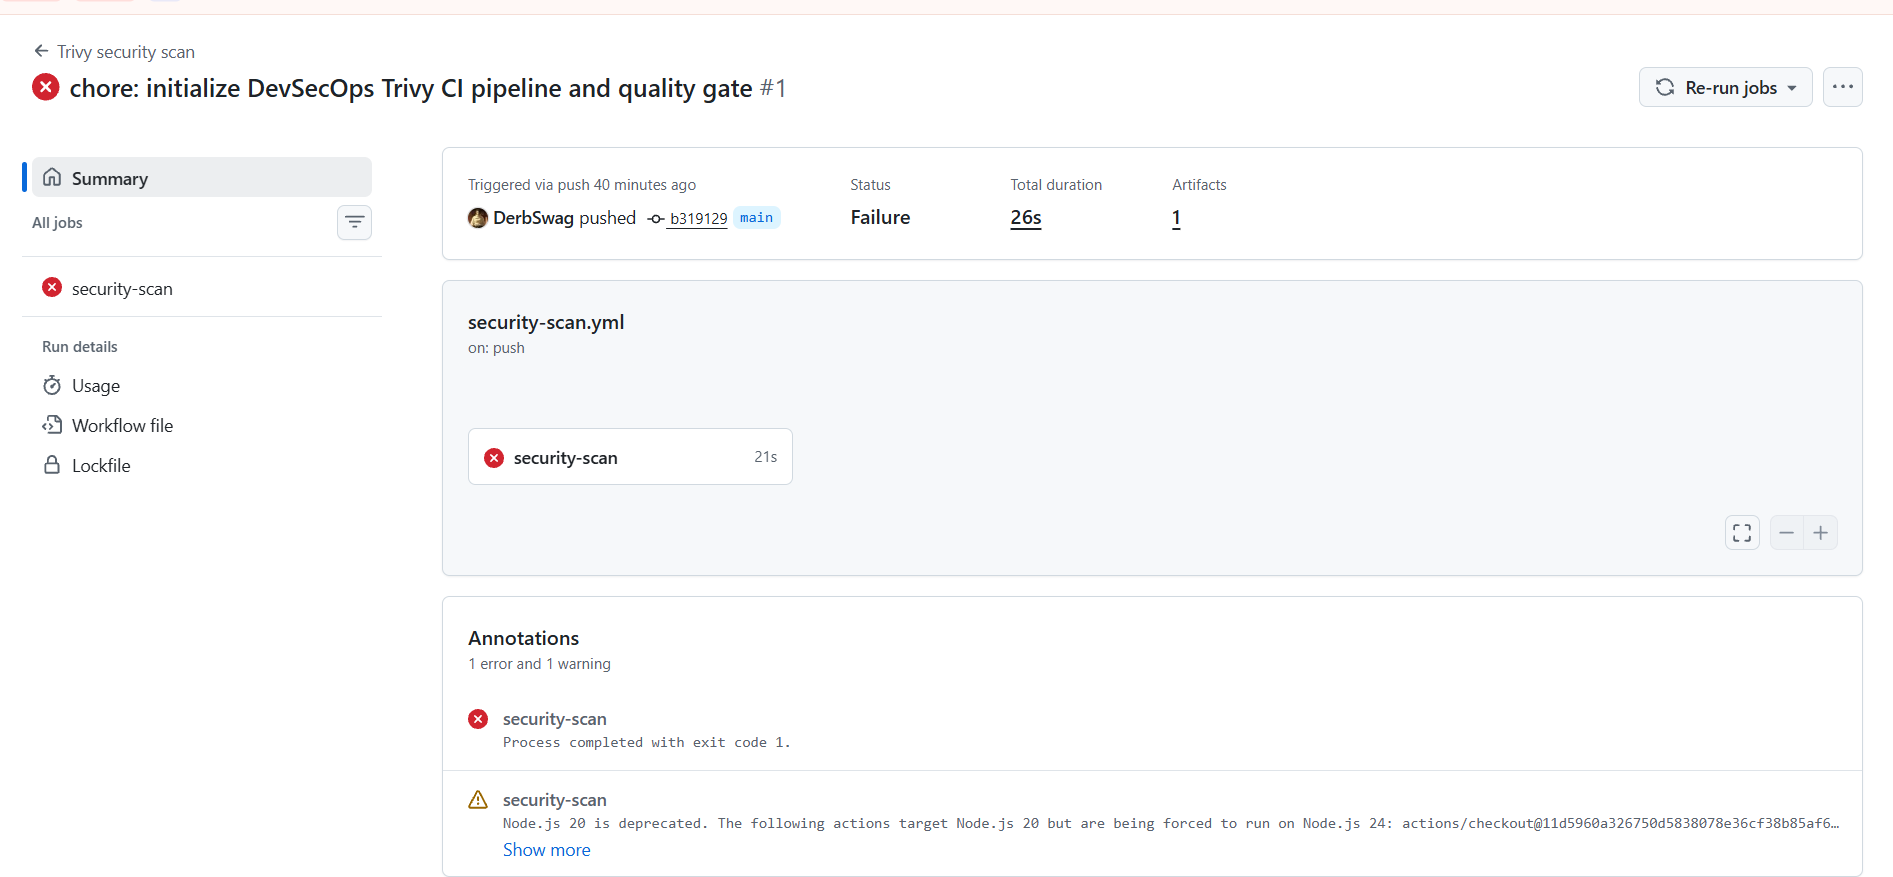 Trivy security scan
chore: initialize DevSecOps Trivy CI pipeline and quality gate #1
Re-run jobs
Summary
All jobs
security-scan
Run details
Usage
Workflow file
Lockfile
Triggered via push 40 minutes ago
DerbSwag pushed b319129 main
Status
Failure
Total duration
26s
Artifacts
1
security-scan.yml
on: push
security-scan 21s
Annotations
1 error and 1 warning
security-scan
Process completed with exit code 1.
security-scan
Node.js 20 is deprecated. The following actions target Node.js 20 but are being forced to run on Node.js 24: actions/checkout@11d5960a326750d5838078e36cf38b85af6…
Show more